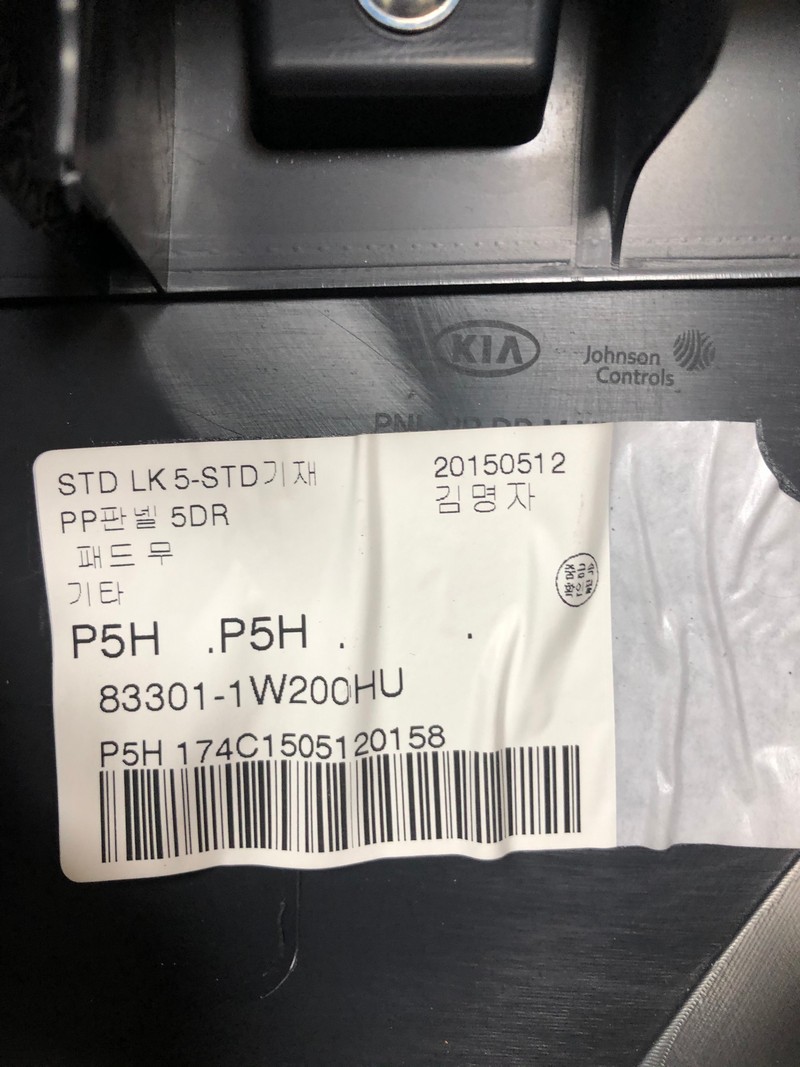 KIA
Johnson
Controls
STD LK 5-STD기재
20150512
PP판넬 5DR
김명자
패드 무
기타
P5H .P5H . .
83301-1W200HU
P5H 174C1505120158